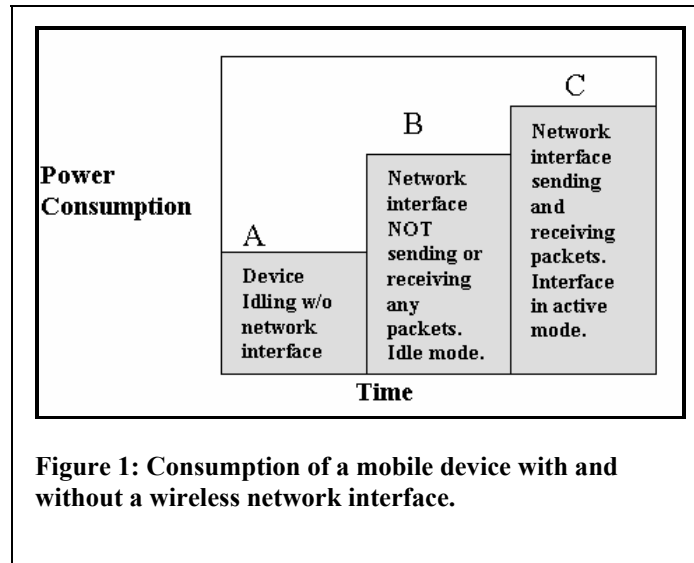 Power
Consumption
A
Device
Idling w/o
network
interface
B
Network
interface
NOT
sending or
receiving
any
packets.
Idle mode.
C
Network
interface
sending
and
receiving
packets.
Interface
in active
mode.
Time
Figure 1: Consumption of a mobile device with and
without a wireless network interface.